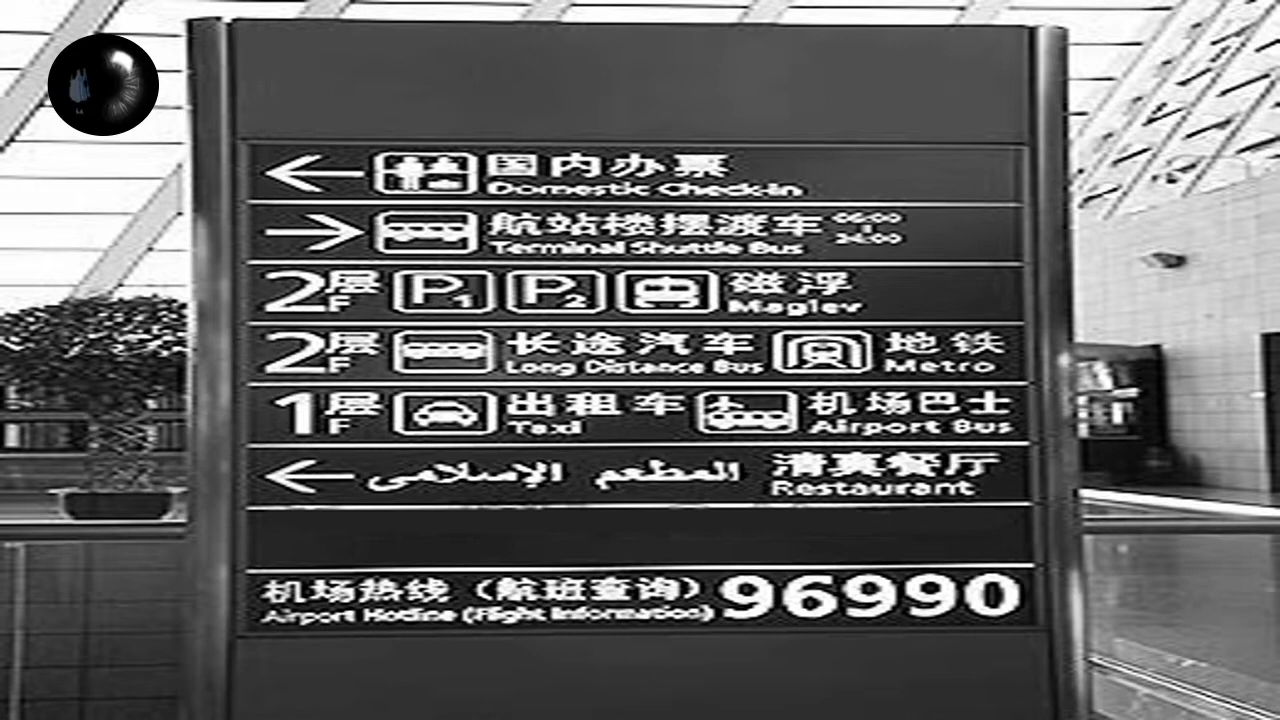 国内办票
Domestic Check-in
航站楼摆渡车 06:00
Terminal Shuttle Bus 24:00
2层 F P1 P2 磁浮
Maglev
2层 F 长途汽车 地铁
Long Distance Bus Metro
1层 F 出租车 机场巴士
Taxi Airport Bus
المطعم الإسلامى 清真餐厅
Restaurant
机场热线（航班查询） 96990
Airport Hotline (Flight Information)